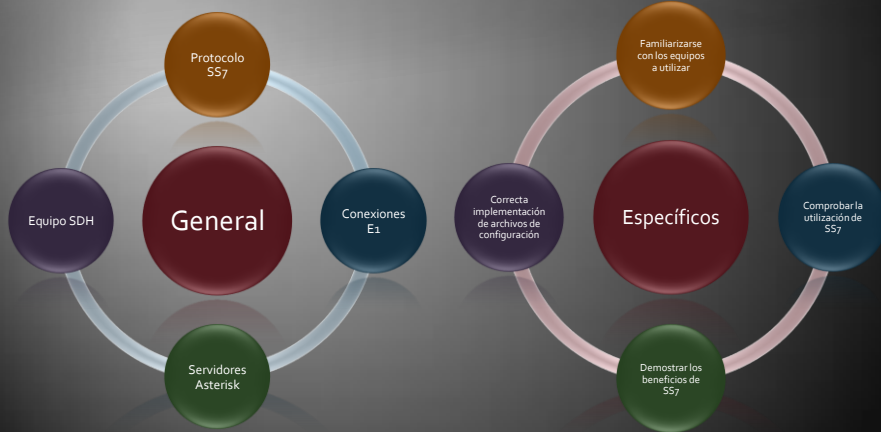 Protocolo
SS7
Equipo SDH
General
Conexiones
E1
Servidores
Asterisk
Familiarizarse
con los equipos
a utilizar
Correcta
implementación
de archivos de
configuración
Específicos
Comprobar la
utilización de
SS7
Demostrar los
beneficios de
SS7